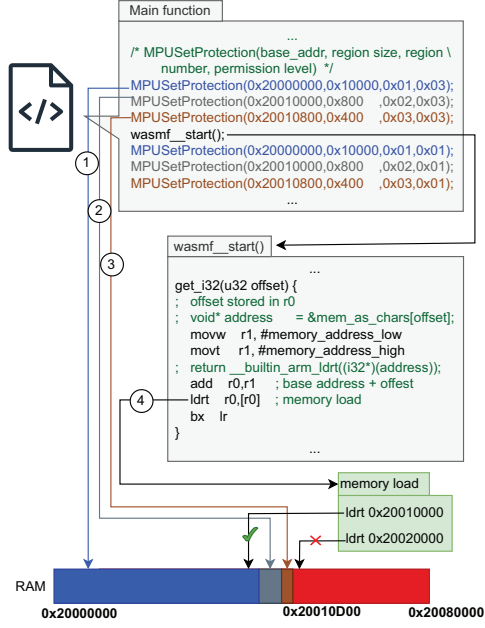 Main function
...
/* MPUSetProtection(base_addr, region size, region \
number, permission level) */
MPUSetProtection(0x20000000,0x10000,0x01,0x03);
MPUSetProtection(0x20010000,0x800 ,0x02,0x03);
MPUSetProtection(0x20010800,0x400 ,0x03,0x03);
wasmf__start();
MPUSetProtection(0x20000000,0x10000,0x01,0x01);
MPUSetProtection(0x20010000,0x800 ,0x02,0x01);
MPUSetProtection(0x20010800,0x400 ,0x03,0x01);
...
</>
1
2
3
wasmf__start()
...
get_i32(u32 offset) {
; offset stored in r0
; void* address = &mem_as_chars[offset];
movw r1, #memory_address_low
movt r1, #memory_address_high
; return __builtin_arm_ldrt((i32*)(address));
add r0,r1 ; base address + offest
4
ldrt r0,[r0] ; memory load
bx lr
}
...
memory load
ldrt 0x20010000
ldrt 0x20020000
RAM
0x20000000
0x20010D00
0x20080000